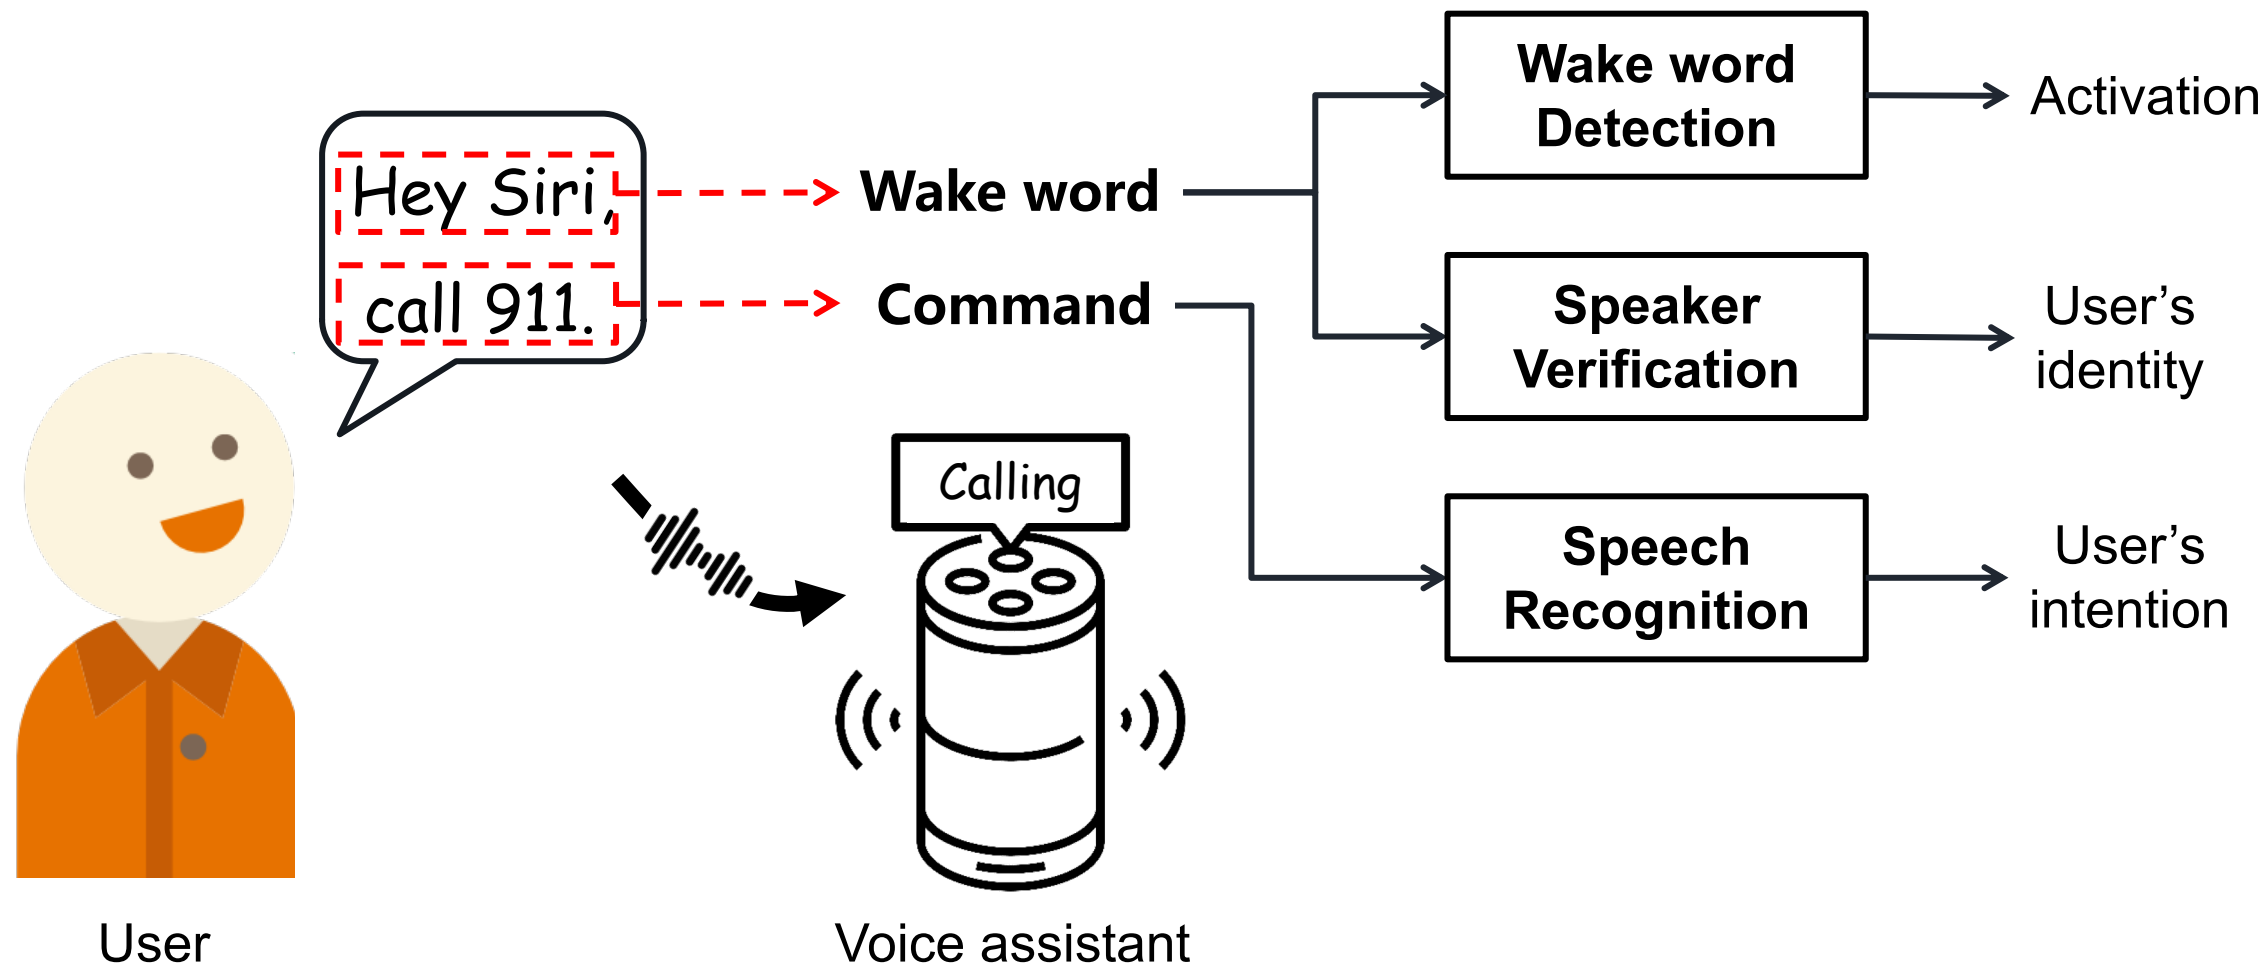 Hey Siri,
call 911.
Wake word
Command
Wake word
Detection
Activation
Speaker
Verification
User’s
identity
Speech
Recognition
User’s
intention
Calling
User
Voice assistant